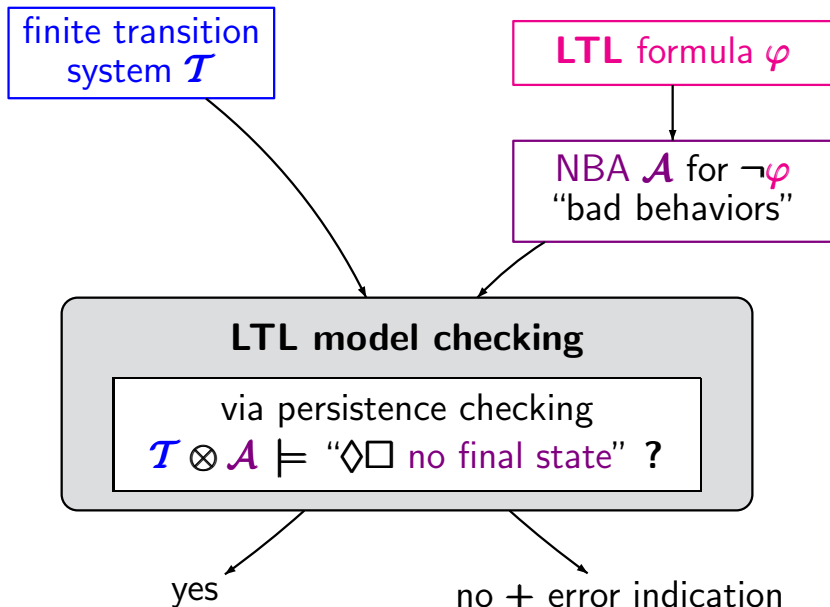 finite transition
system 𝓣
LTL formula φ
NBA 𝓐 for ¬φ
“bad behaviors”
LTL model checking
via persistence checking
𝓣 ⊗ 𝓐 ⊨ “◊□ no final state” ?
yes
no + error indication